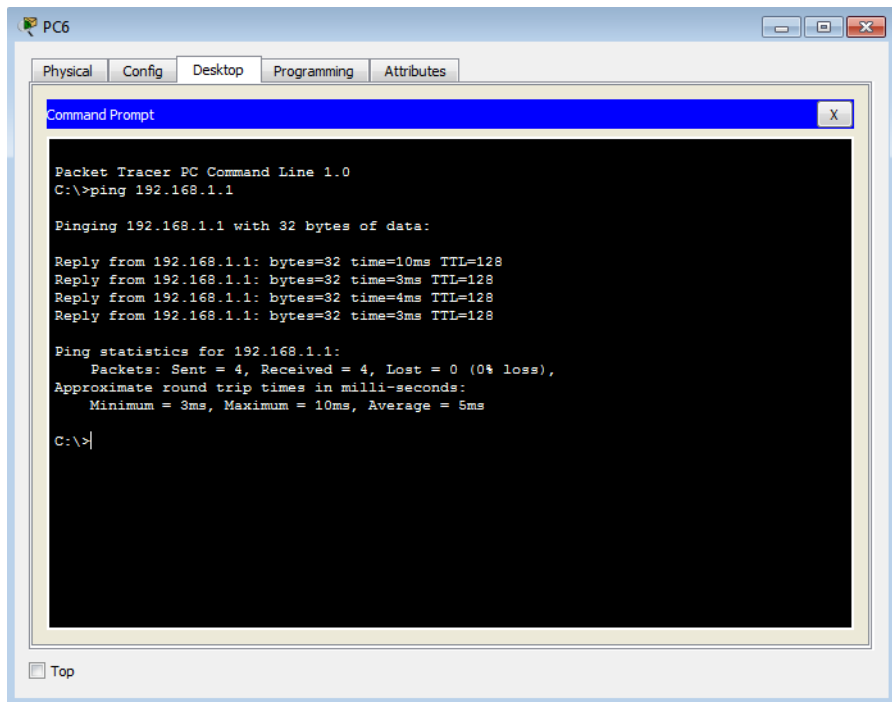 PC6
Physical Config Desktop Programming Attributes
Command Prompt X
Packet Tracer PC Command Line 1.0
C:\>ping 192.168.1.1
Pinging 192.168.1.1 with 32 bytes of data:
Reply from 192.168.1.1: bytes=32 time=10ms TTL=128
Reply from 192.168.1.1: bytes=32 time=3ms TTL=128
Reply from 192.168.1.1: bytes=32 time=4ms TTL=128
Reply from 192.168.1.1: bytes=32 time=3ms TTL=128
Ping statistics for 192.168.1.1:
    Packets: Sent = 4, Received = 4, Lost = 0 (0% loss),
Approximate round trip times in milli-seconds:
    Minimum = 3ms, Maximum = 10ms, Average = 5ms
C:\>
Top